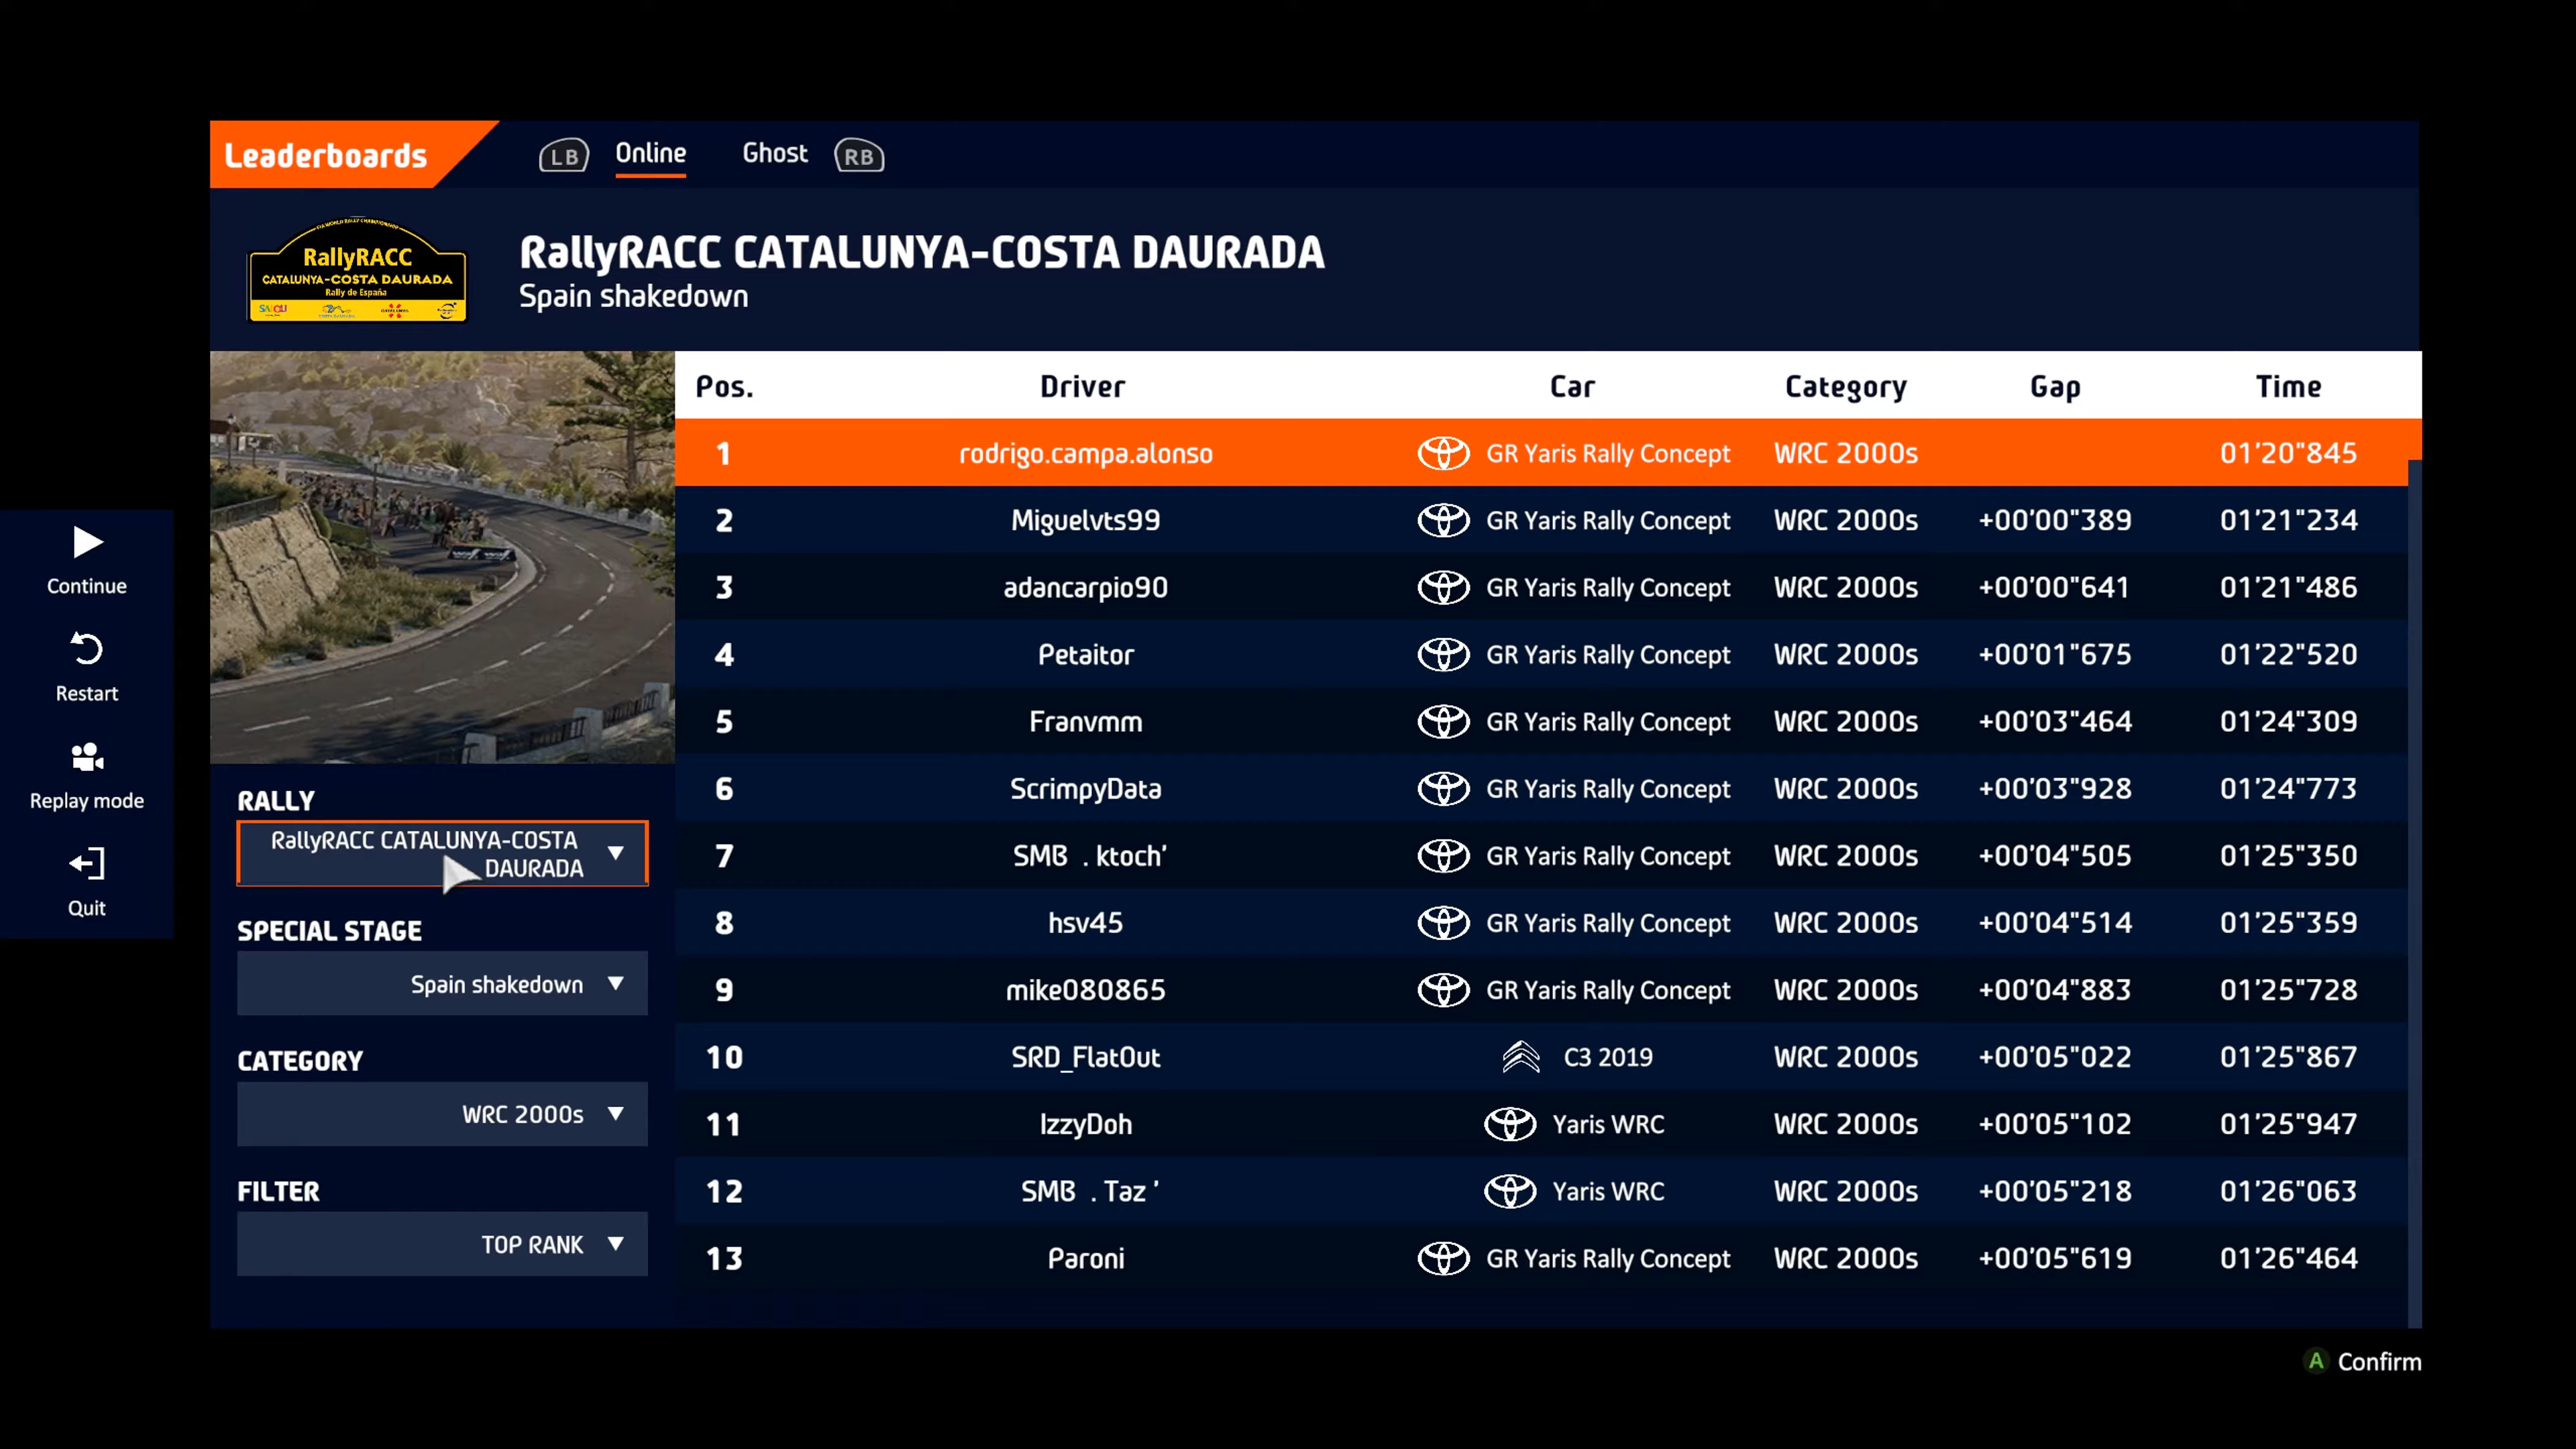 Leaderboards
LB Online Ghost RB
RallyRACC
CATALUNYA-COSTA DAURADA
Rally de España
RallyRACC CATALUNYA-COSTA DAURADA
Spain shakedown
Continue
Restart
Replay mode
Quit
RALLY
RallyRACC CATALUNYA-COSTA
DAURADA
SPECIAL STAGE
Spain shakedown
CATEGORY
WRC 2000s
FILTER
TOP RANK
Pos. Driver Car Category Gap Time
1 rodrigo.campa.alonso GR Yaris Rally Concept WRC 2000s 01'20"845
2 Miguelvts99 GR Yaris Rally Concept WRC 2000s +00'00"389 01'21"234
3 adancarpio90 GR Yaris Rally Concept WRC 2000s +00'00"641 01'21"486
4 Petaitor GR Yaris Rally Concept WRC 2000s +00'01"675 01'22"520
5 Franvmm GR Yaris Rally Concept WRC 2000s +00'03"464 01'24"309
6 ScrimpyData GR Yaris Rally Concept WRC 2000s +00'03"928 01'24"773
7 SMB . ktoch' GR Yaris Rally Concept WRC 2000s +00'04"505 01'25"350
8 hsv45 GR Yaris Rally Concept WRC 2000s +00'04"514 01'25"359
9 mike080865 GR Yaris Rally Concept WRC 2000s +00'04"883 01'25"728
10 SRD_FlatOut C3 2019 WRC 2000s +00'05"022 01'25"867
11 IzzyDoh Yaris WRC WRC 2000s +00'05"102 01'25"947
12 SMB . Taz ' Yaris WRC WRC 2000s +00'05"218 01'26"063
13 Paroni GR Yaris Rally Concept WRC 2000s +00'05"619 01'26"464
A Confirm